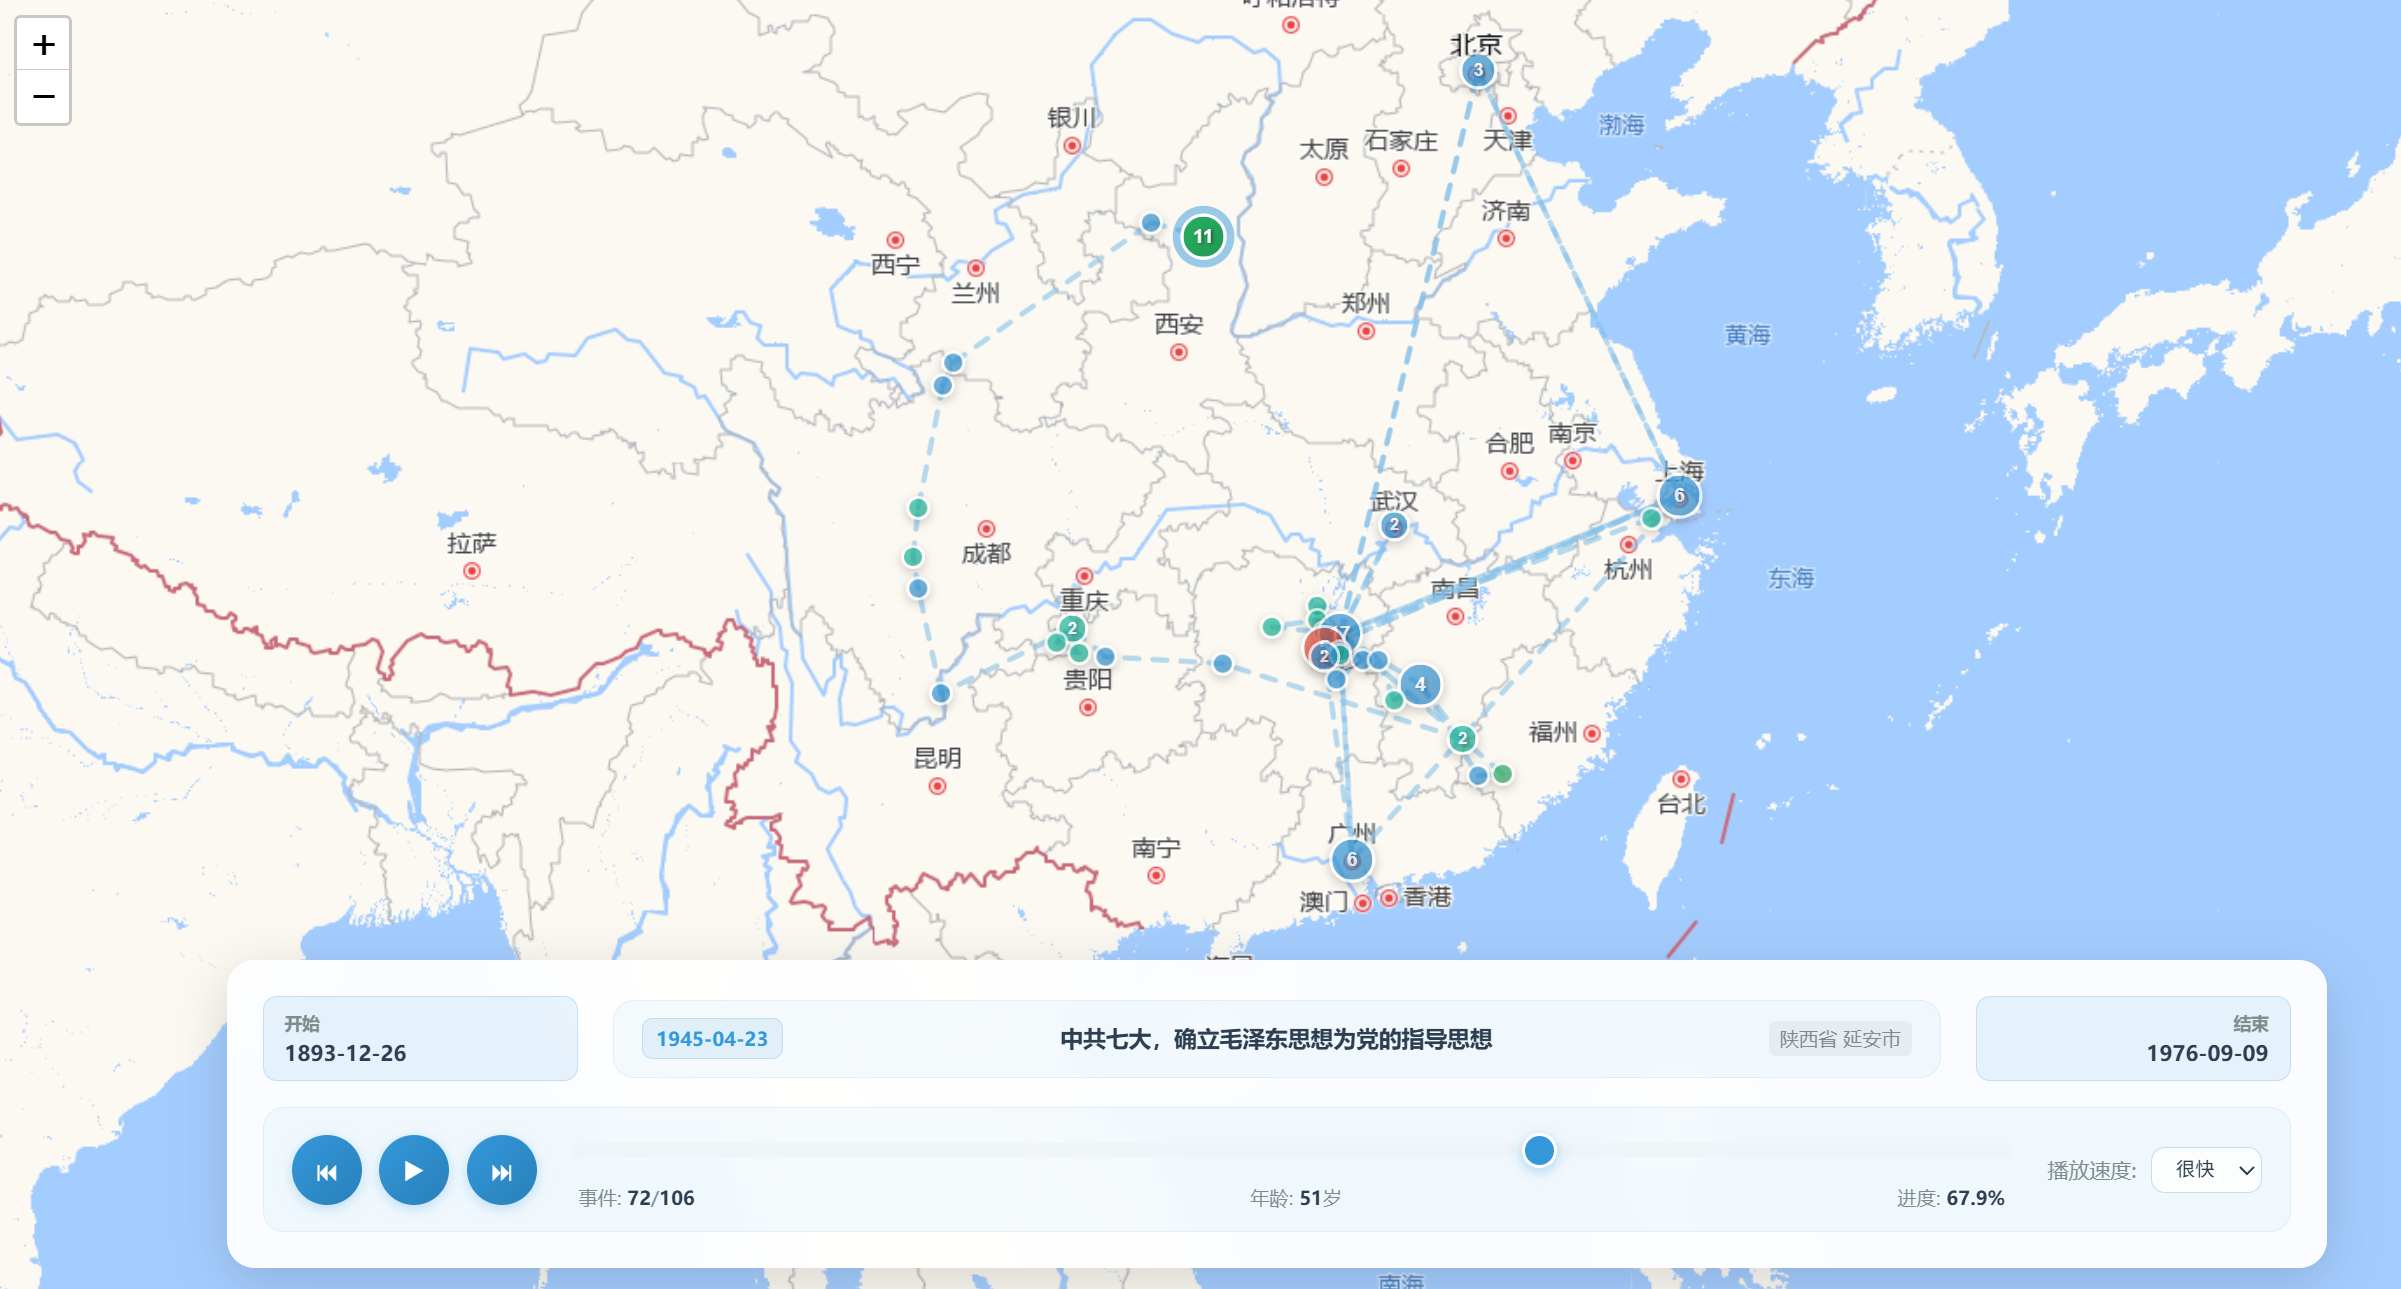 +
−
呼和浩特
北京
3
天津
渤海
银川
太原
石家庄
济南
11
西宁
兰州
西安
郑州
黄海
合肥
南京
上海
6
武汉
2
杭州
南昌
东海
拉萨
成都
重庆
2
贵阳
7
2
4
2
福州
昆明
台北
南宁
广州
6
澳门
香港
开始
1893-12-26
1945-04-23
中共七大，确立毛泽东思想为党的指导思想
陕西省 延安市
结束
1976-09-09
事件: 72/106
年龄: 51岁
进度: 67.9%
播放速度:
很快
南海